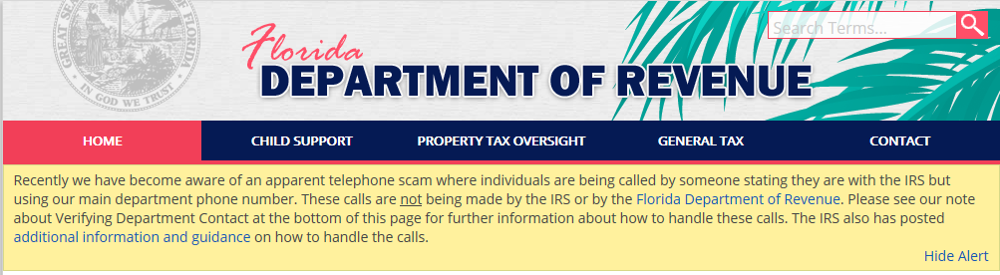 GREAT SEAL OF FLORIDA
IN GOD WE TRUST
Search Terms...
Florida
DEPARTMENT OF REVENUE
HOME CHILD SUPPORT PROPERTY TAX OVERSIGHT GENERAL TAX CONTACT
Recently we have become aware of an apparent telephone scam where individuals are being called by someone stating they are with the IRS but
using our main department phone number. These calls are not being made by the IRS or by the Florida Department of Revenue. Please see our note
about Verifying Department Contact at the bottom of this page for further information about how to handle these calls. The IRS also has posted
additional information and guidance on how to handle the calls.
Hide Alert